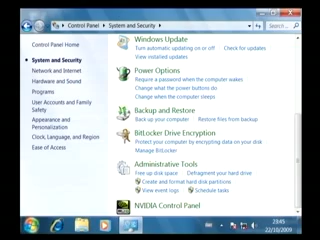 Control Panel
System and Security
Search...
Control Panel Home
System and Security
Network and Internet
Hardware and Sound
Programs
User Accounts and Family
Safety
Appearance and
Personalization
Clock, Language, and Region
Ease of Access
Windows Update
Turn automatic updating on or off
Check for updates
View installed updates
Power Options
Require a password when the computer wakes
Change what the power buttons do
Change when the computer sleeps
Backup and Restore
Back up your computer
Restore files from backup
BitLocker Drive Encryption
Protect your computer by encrypting data on your disk
Manage BitLocker
Administrative Tools
Free up disk space
Defragment your hard drive
Create and format hard disk partitions
View event logs
Schedule tasks
NVIDIA Control Panel
23:45
22/10/2009